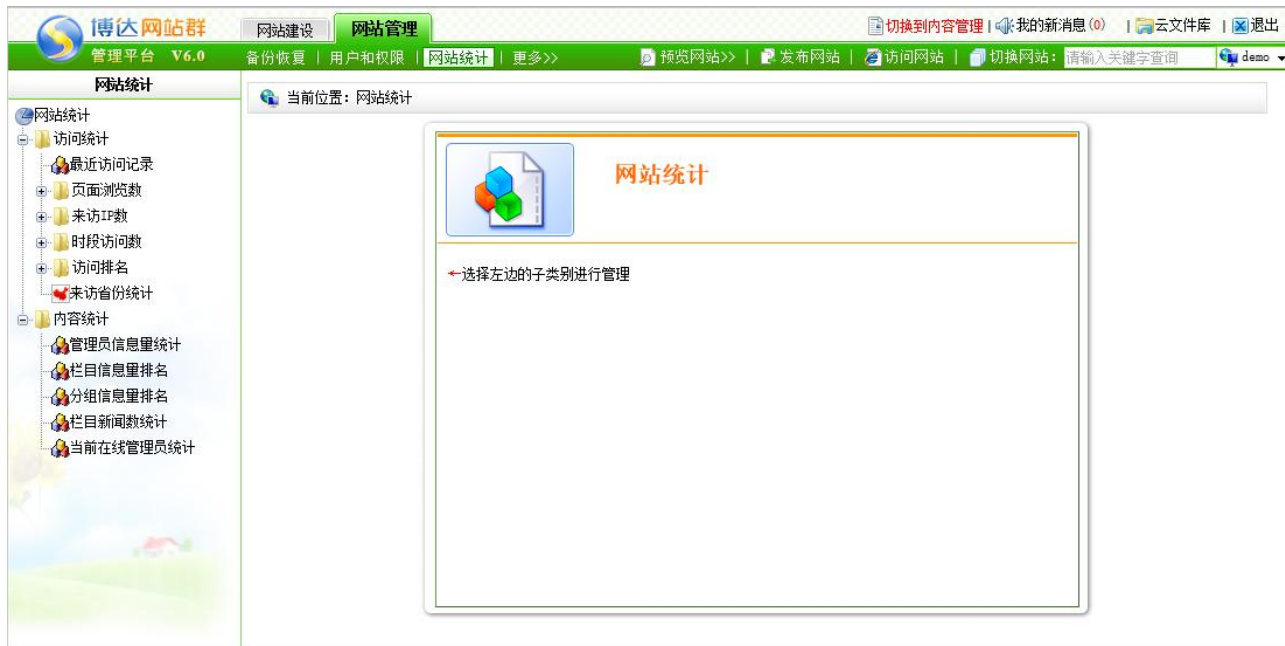 博达网站群
管理平台 V6.0
网站建设
网站管理
切换到内容管理 | 我的新消息(0) | 云文件库 | 退出
备份恢复 | 用户和权限 | 网站统计 | 更多>>
预览网站>> | 发布网站 | 访问网站 | 切换网站: 请输入关键字查询 demo
网站统计
当前位置: 网站统计
网站统计
访问统计
最近访问记录
页面浏览数
来访IP数
时段访问数
访问排名
来访省份统计
内容统计
管理员信息量统计
栏目信息量排名
分组信息量排名
栏目新闻数统计
当前在线管理员统计
网站统计
←选择左边的子类别进行管理